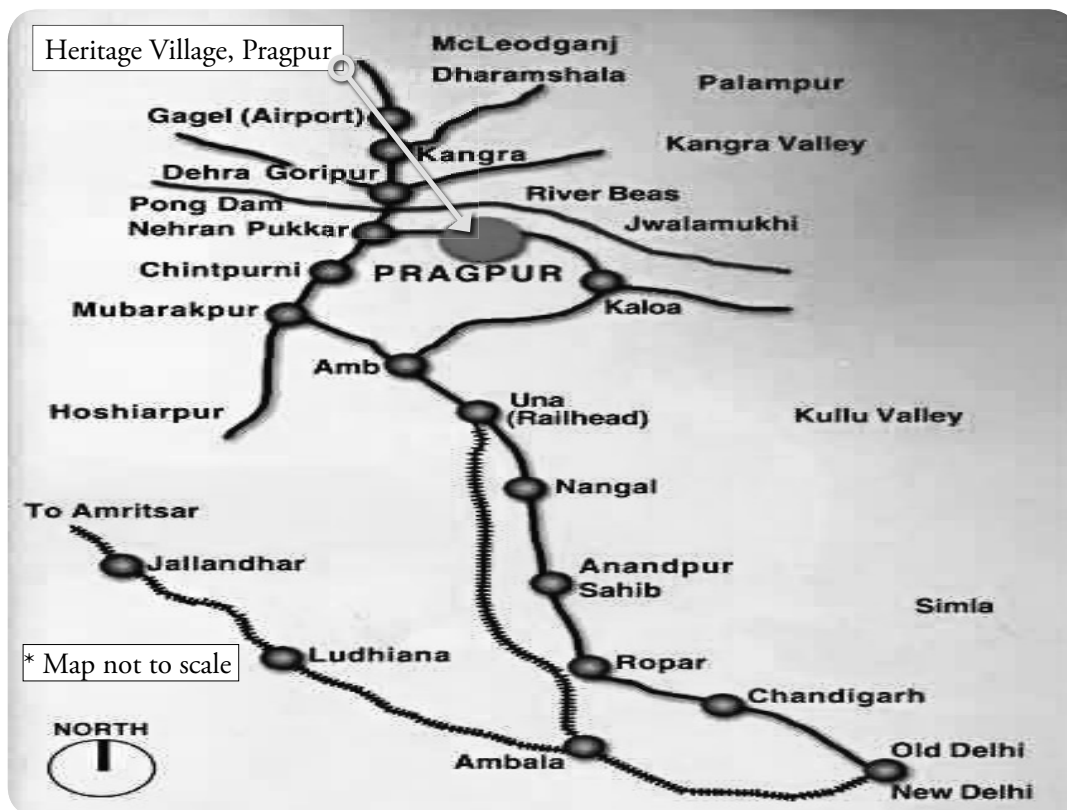 Heritage Village, Pragpur
McLeodganj
Dharamshala
Palampur
Gagel (Airport)
Kangra
Kangra Valley
Dehra Goripur
River Beas
Pong Dam
Jwalamukhi
Nehran Pukkar
Chintpurni
PRAGPUR
Mubarakpur
Kaloa
Amb
Una
(Railhead)
Hoshiarpur
Kullu Valley
Nangal
To Amritsar
Jallandhar
Anandpur
Sahib
Simla
Ludhiana
* Map not to scale
Ropar
Chandigarh
NORTH
Ambala
Old Delhi
New Delhi